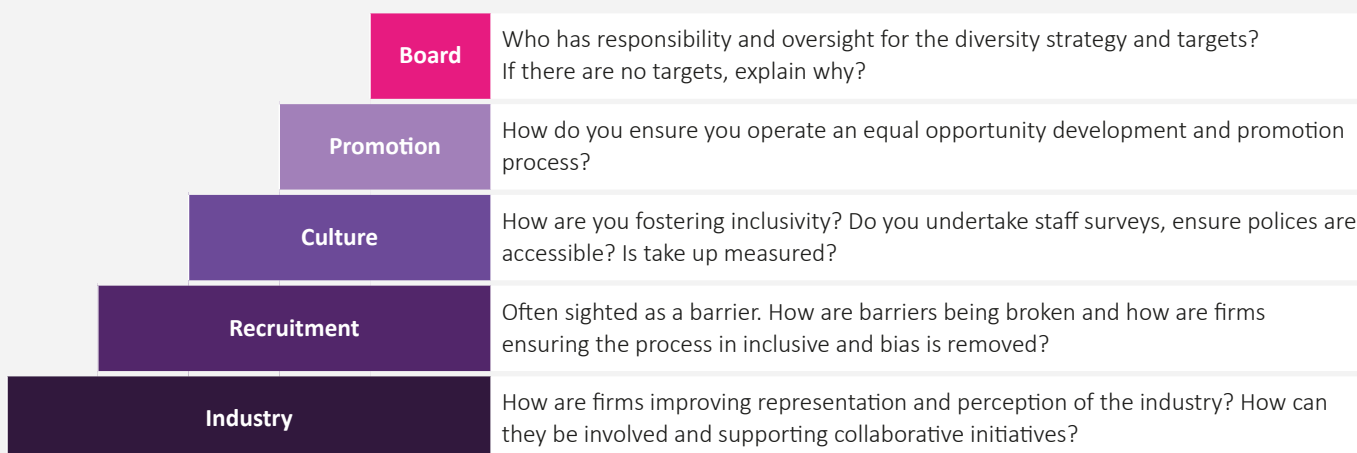 Board
Who has responsibility and oversight for the diversity strategy and targets?
If there are no targets, explain why?
Promotion
How do you ensure you operate an equal opportunity development and promotion
process?
Culture
How are you fostering inclusivity? Do you undertake staff surveys, ensure polices are
accessible? Is take up measured?
Recruitment
Often sighted as a barrier. How are barriers being broken and how are firms
ensuring the process in inclusive and bias is removed?
Industry
How are firms improving representation and perception of the industry? How can
they be involved and supporting collaborative initiatives?